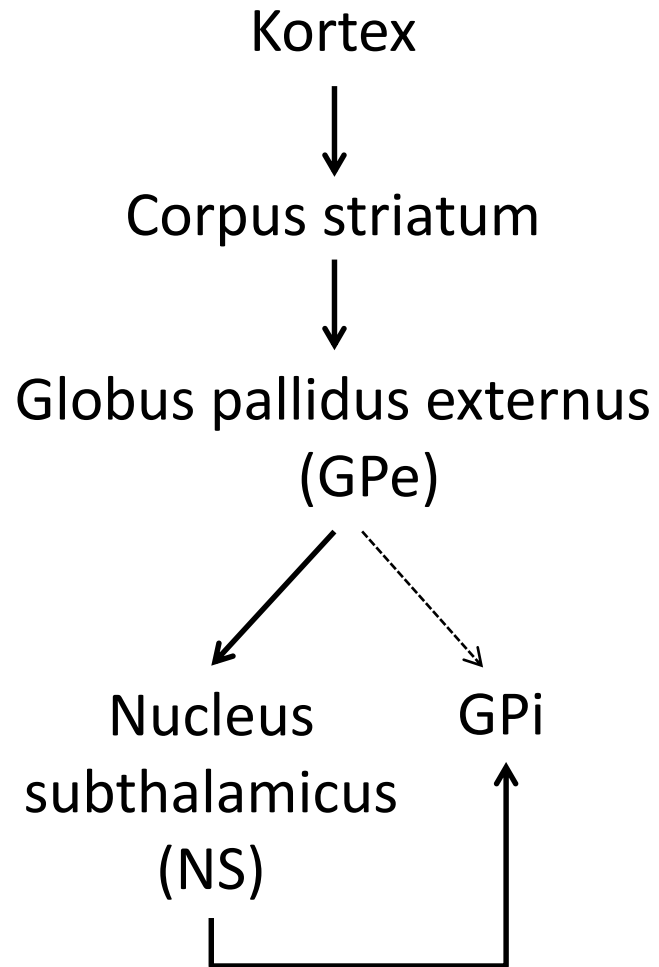 Kortex
Corpus striatum
Globus pallidus externus
(GPe)
Nucleus
subthalamicus
(NS)
GPi